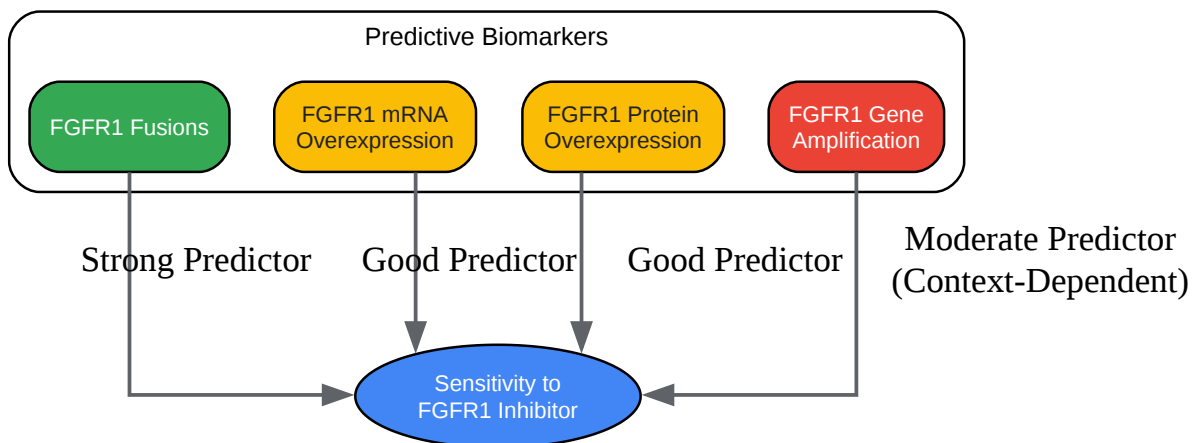 Predictive Biomarkers
FGFR1 Fusions
FGFR1 mRNA
Overexpression
FGFR1 Protein
Overexpression
FGFR1 Gene
Amplification
Strong Predictor
Good Predictor
Good Predictor
Moderate Predictor
(Context-Dependent)
Sensitivity to
FGFR1 Inhibitor